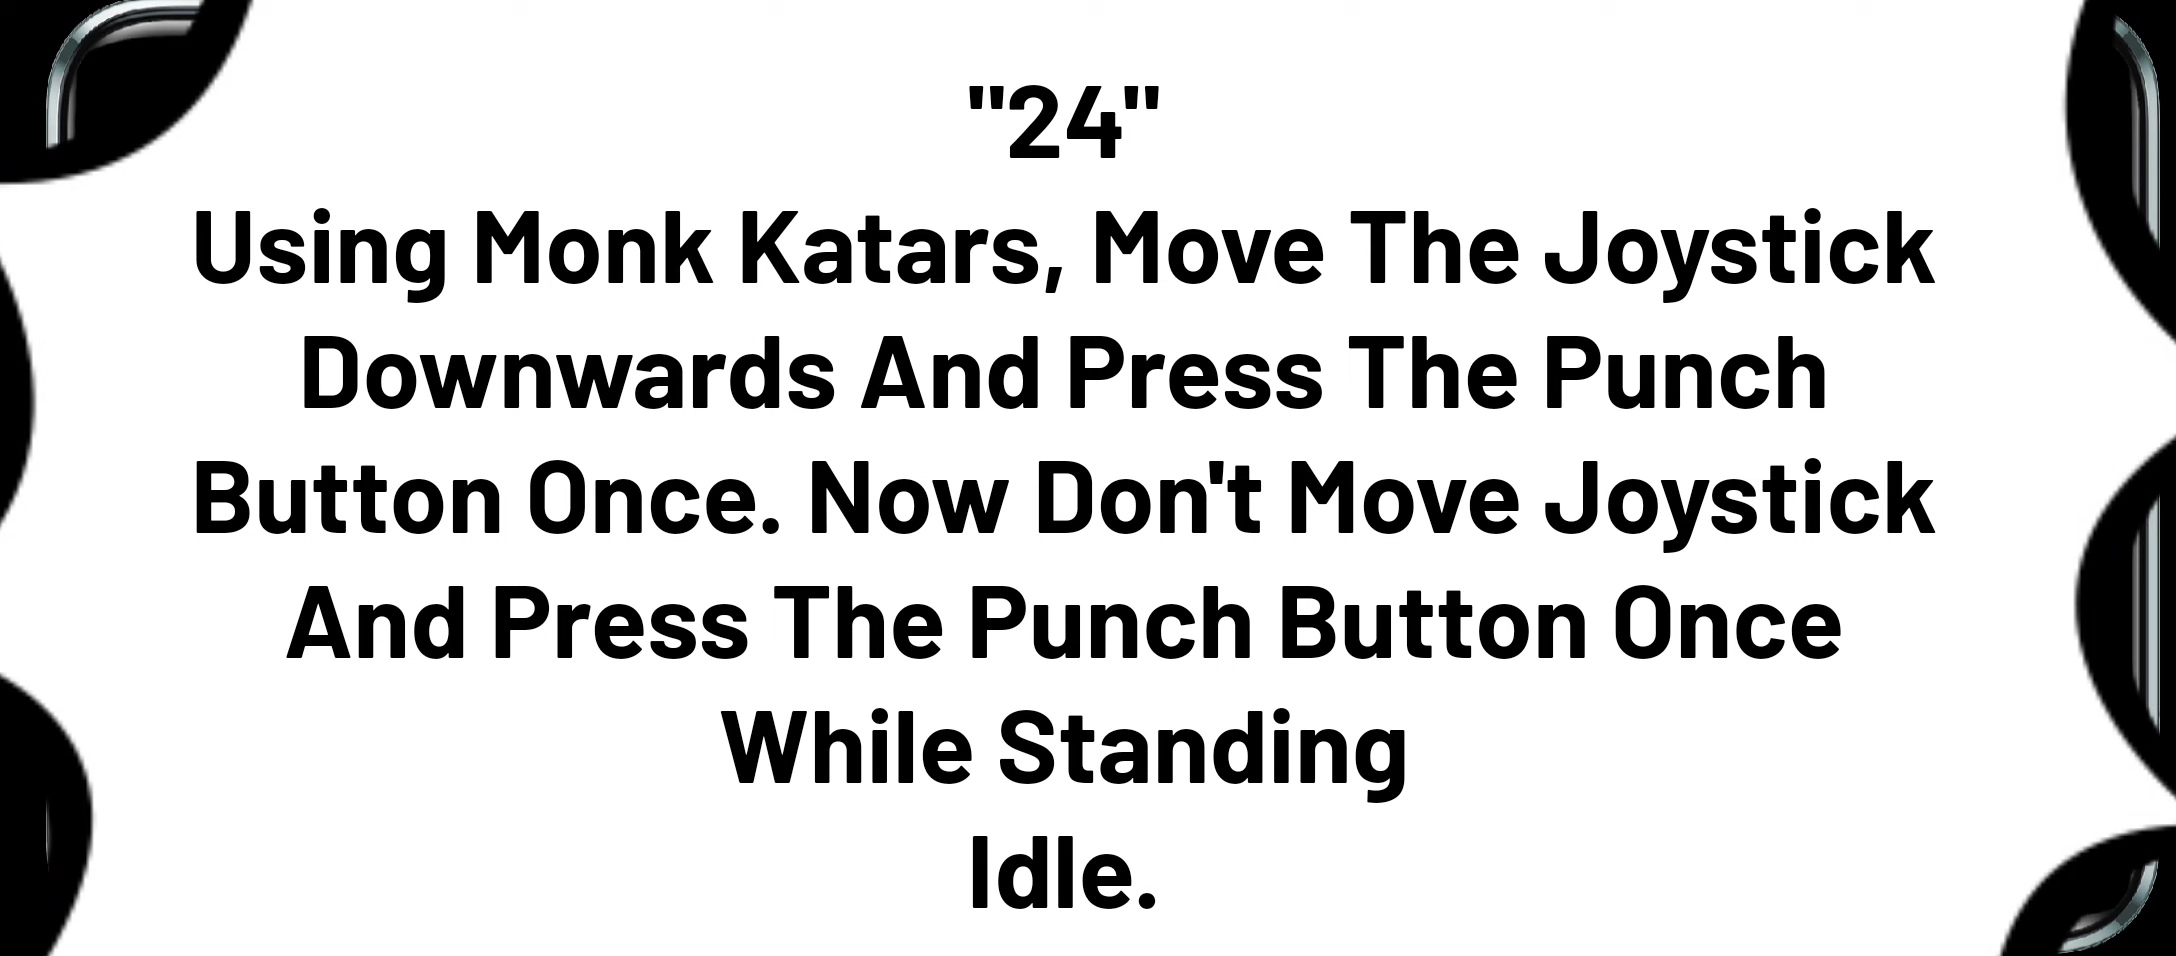 "24"
Using Monk Katars, Move The Joystick
Downwards And Press The Punch
Button Once. Now Don't Move Joystick
And Press The Punch Button Once
While Standing
Idle.